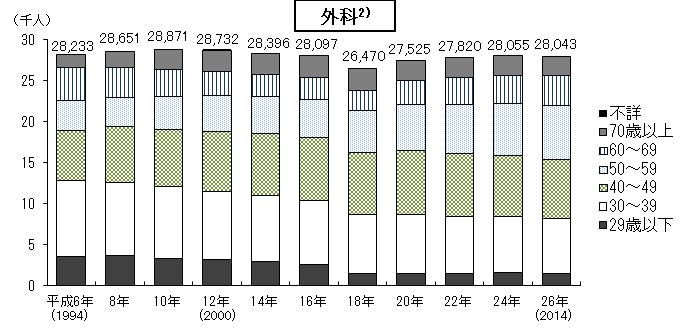 外科2)
(千人)
28,233 28,651 28,871 28,732 28,396 28,097 26,470 27,525 27,820 28,055 28,043
30
25
20
15
10
5
0
不詳
70歳以上
60～69
50～59
40～49
30～39
29歳以下
平成6年 8年 10年 12年 14年 16年 18年 20年 22年 24年 26年
(1994) (2000) (2014)